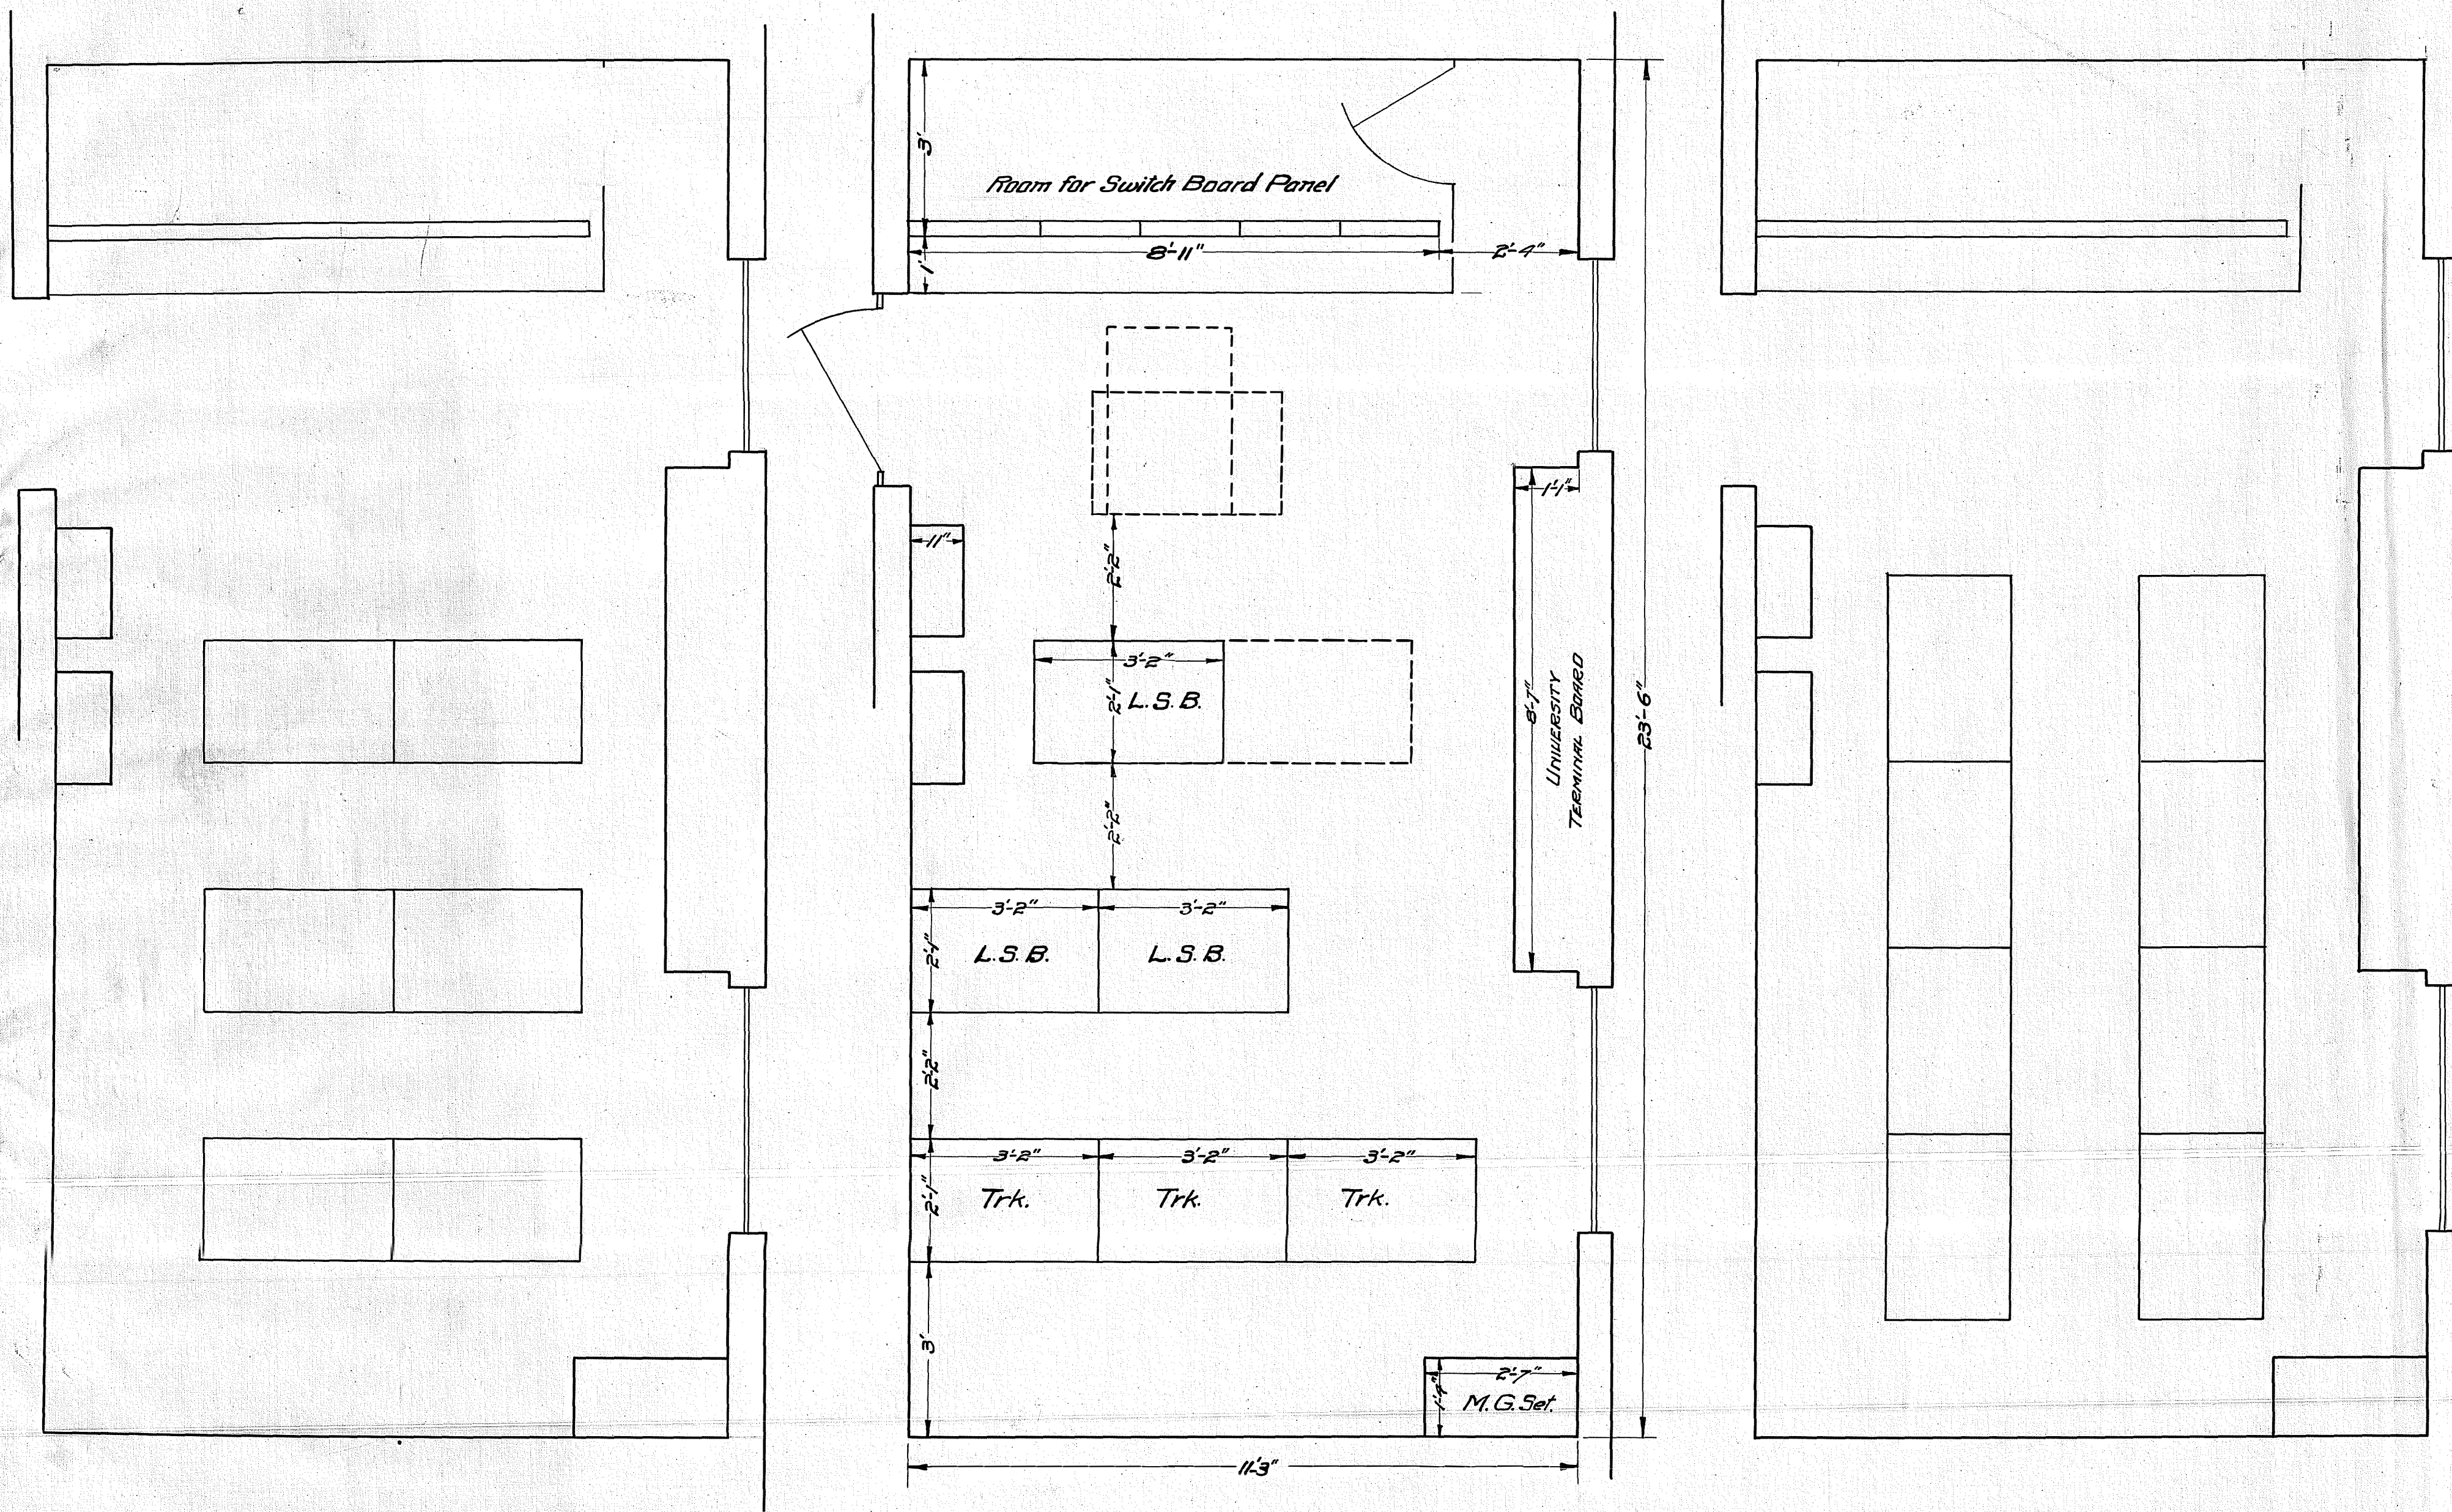 3'
Room for Switch Board Panel
8'-11"
2'-4"
1'
1'-1"
11"
2'-2"
3'-2"
2'-1"
L.S.B.
8'-7"
UNIVERSITY
TERMINAL BOARD
23'-6"
2'-2"
3'-2"
3'-2"
2'-1"
L.S.B.
L.S.B.
2'-2"
3'-2"
3'-2"
3'-2"
2'-1"
Trk.
Trk.
Trk.
3'
2'-7"
1'-4"
M.G. Set.
11'-3"